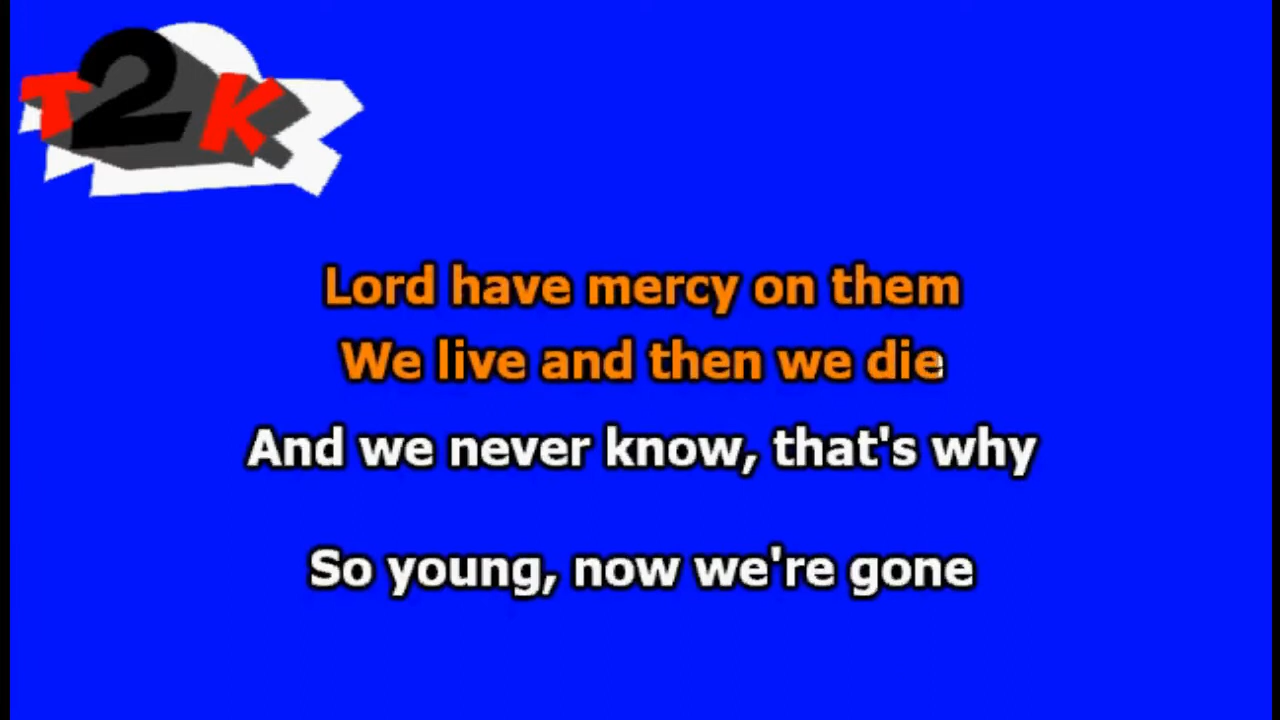 T2K
Lord have mercy on them
We live and then we die
And we never know, that's why
So young, now we're gone